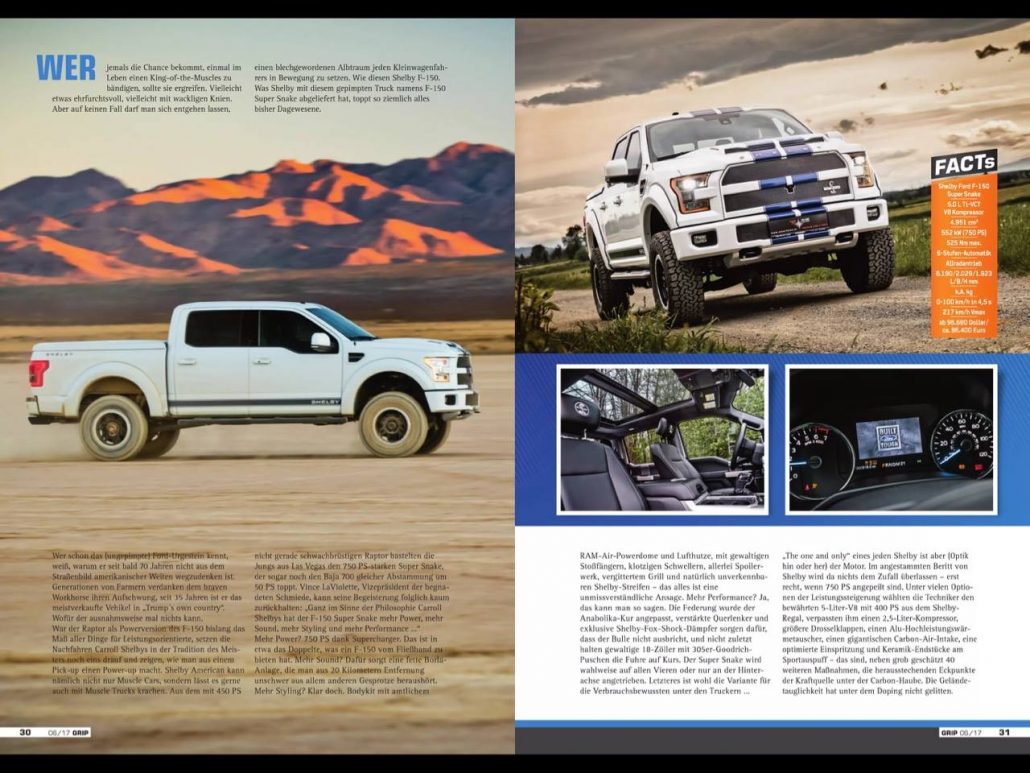 WER
jemals die Chance bekommt, einmal im
Leben einen King-of-the-Muscles zu
bändigen, sollte sie ergreifen. Vielleicht
etwas ehrfurchtsvoll, vielleicht mit wackligen Knien.
Aber auf keinen Fall darf man sich entgehen lassen,
einen blechgewordenen Albtraum jeden Kleinwagenfah-
rers in Bewegung zu setzen. Wie diesen Shelby F-150.
Was Shelby mit diesem gepimpten Truck namens F-150
Super Snake abgeliefert hat, toppt so ziemlich alles
bisher Dagewesene.
SHELBY
SHELBY
Wer schon das (ungepimpte) Ford-Urgestein kennt,
weiß, warum er seit bald 70 Jahren nicht aus dem
Straßenbild amerikanischer Weiten wegzudenken ist.
Generationen von Farmern verdanken dem braven
Workhorse ihren Aufschwung, seit 35 Jahren ist er das
meistverkaufte Vehikel in „Trump's own country".
Wofür der ausnahmsweise mal nichts kann.
War der Raptor als Powerversion des F-150 bislang das
Maß aller Dinge für Leistungsorientierte, setzen die
Nachfahren Carroll Shelbys in der Tradition des Meis-
ters noch eins drauf und zeigen, wie man aus einem
Pick-up einen Power-up macht. Shelby American kann
nämlich nicht nur Muscle Cars, sondern lässt es gerne
auch mit Muscle Trucks krachen. Aus dem mit 450 PS
nicht gerade schwachbrüstigen Raptor bastelten die
Jungs aus Las Vegas den 750 PS-starken Super Snake,
der sogar noch den Baja 700 gleicher Abstammung um
50 PS toppt. Vince LaViolette, Vizepräsident der begna-
deten Schmiede, kann seine Begeisterung folglich kaum
zurückhalten: „Ganz im Sinne der Philosophie Carroll
Shelbys hat der F-150 Super Snake mehr Power, mehr
Sound, mehr Styling und mehr Performance ..."
Mehr Power? 750 PS dank Supercharger. Das ist in
etwa das Doppelte, was ein F-150 vom Fließband zu
bieten hat. Mehr Sound? Dafür sorgt eine fette Borla-
Anlage, die man aus 20 Kilometern Entfernung
unschwer aus allem anderen Gesprotze heraushört.
Mehr Styling? Klar doch. Bodykit mit amtlichem
30 06/17 GRIP
FACTs
Shelby Ford F-150
Super Snake
5.0 L Ti-VCT
V8 Kompressor
4.951 cm³
552 kW (750 PS)
525 Nm max.
6-Stufen-Automatik
Allradantrieb
6.190/2.029/1.923
L/B/H mm
k.A. kg
0-100 km/h in 4,5 s
217 km/h Vmax
ab 96.880 Dollar/
ca. 86.400 Euro
BUILT
Ford
TOUGH
RAM-Air-Powerdome und Lufthutze, mit gewaltigen
Stoßfängern, klotzigen Schwellern, allerlei Spoiler-
werk, vergittertem Grill und natürlich unverkennba-
ren Shelby-Streifen – das alles ist eine
unmissverständliche Ansage. Mehr Performance? Ja,
das kann man so sagen. Die Federung wurde der
Anabolika-Kur angepasst, verstärkte Querlenker und
exklusive Shelby-Fox-Shock-Dämpfer sorgen dafür,
dass der Bulle nicht ausbricht, und nicht zuletzt
halten gewaltige 18-Zöller mit 305er-Goodrich-
Puschen die Fuhre auf Kurs. Der Super Snake wird
wahlweise auf allen Vieren oder nur an der Hinter-
achse angetrieben. Letzteres ist wohl die Variante für
die Verbrauchsbewussten unter den Truckern ...
„The one and only" eines jeden Shelby ist aber (Optik
hin oder her) der Motor. Im angestammten Beritt von
Shelby wird da nichts dem Zufall überlassen – erst
recht, wenn 750 PS angepeilt sind. Unter vielen Optio-
nen der Leistungssteigerung wählten die Techniker den
bewährten 5-Liter-V8 mit 400 PS aus dem Shelby-
Regal, verpassten ihm einen 2,5-Liter-Kompressor,
größere Drosselklappen, einen Alu-Hochleistungswär-
metauscher, einen gigantischen Carbon-Air-Intake, eine
optimierte Einspritzung und Keramik-Endstücke am
Sportauspuff – das sind, neben grob geschätzt 40
weiteren Maßnahmen, die herausstechenden Eckpunkte
der Kraftquelle unter der Carbon-Haube. Die Gelände-
tauglichkeit hat unter dem Doping nicht gelitten.
GRIP 06/17 31